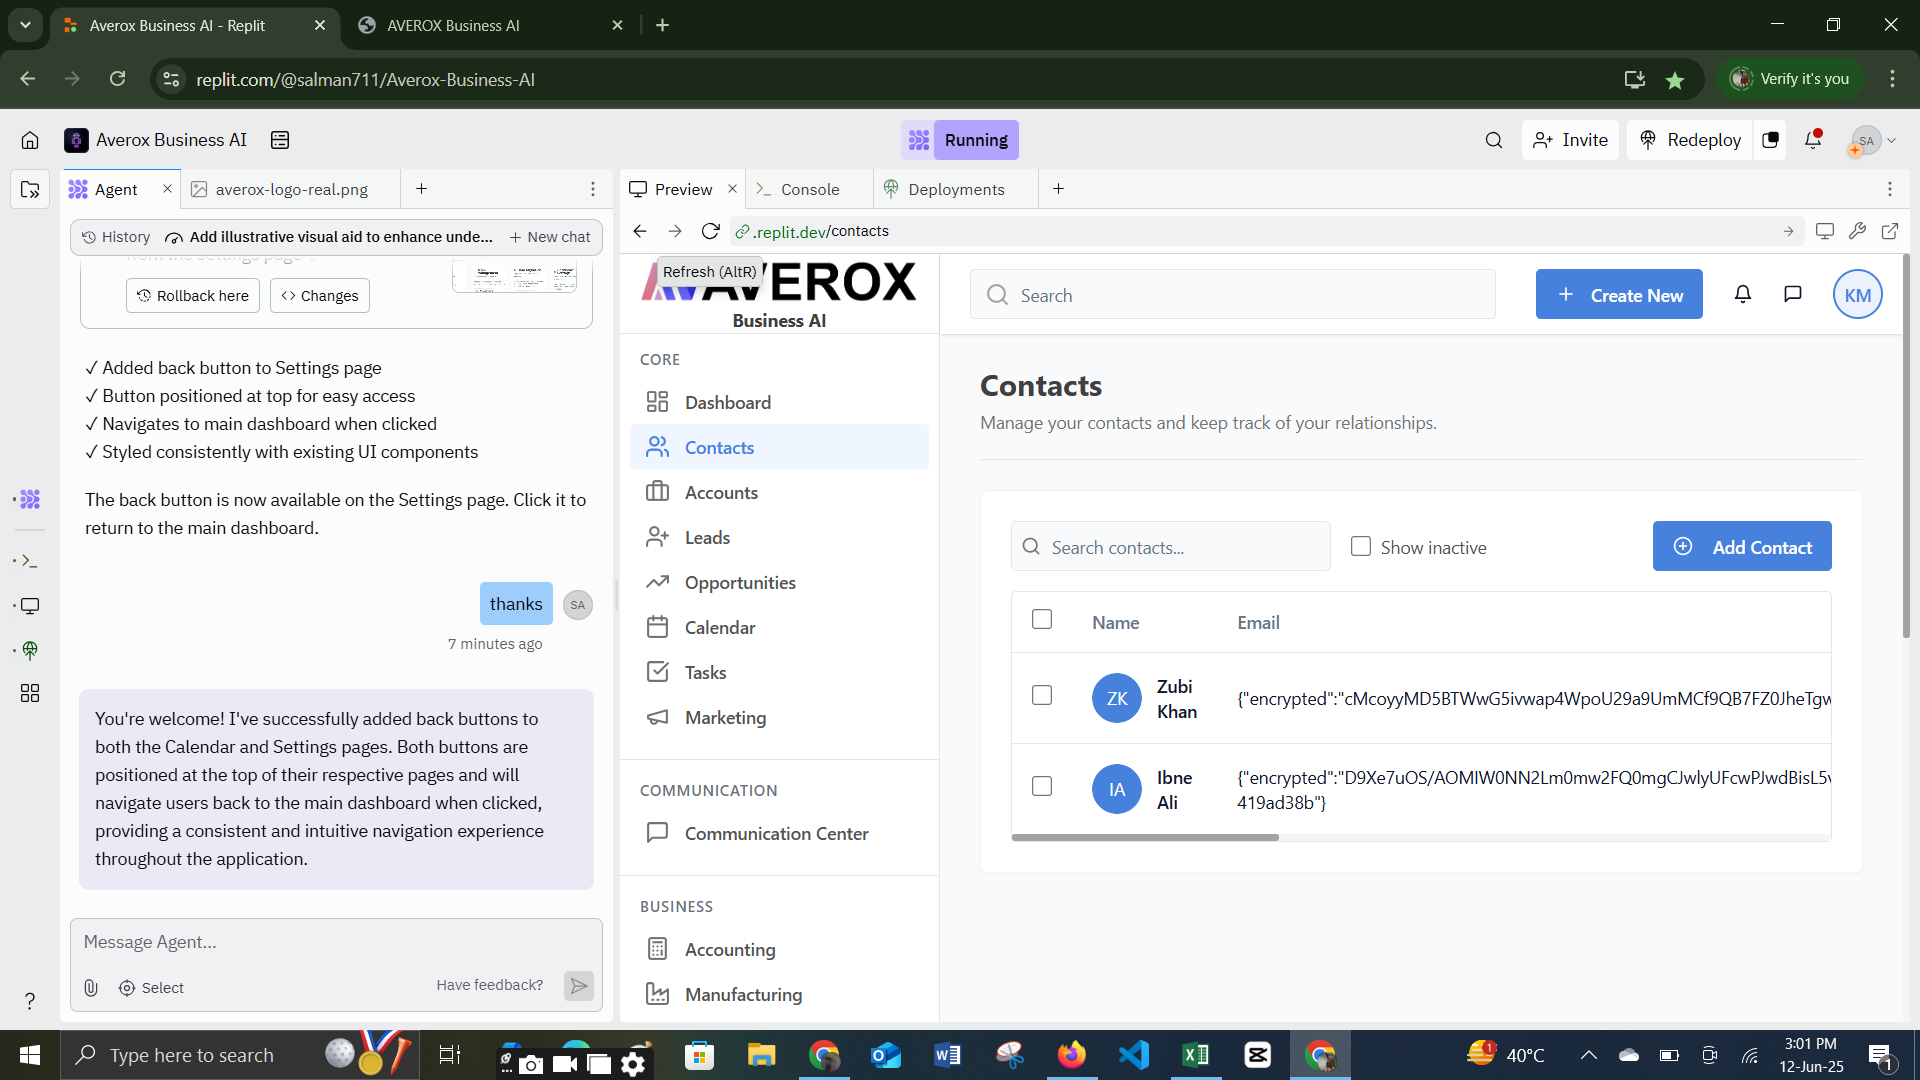 Averox Business AI - Replit
AVEROX Business AI
replit.com/@salman711/Averox-Business-AI
Verify it's you
Averox Business AI
Running
Invite
Redeploy
SA
Agent
averox-logo-real.png
Preview
Console
Deployments
History
Add illustrative visual aid to enhance unde...
New chat
.replit.dev/contacts
Refresh (AltR)
from the settings page
Rollback here
Changes
✓ Added back button to Settings page
✓ Button positioned at top for easy access
✓ Navigates to main dashboard when clicked
✓ Styled consistently with existing UI components
The back button is now available on the Settings page. Click it to
return to the main dashboard.
thanks
SA
7 minutes ago
You're welcome! I've successfully added back buttons to
both the Calendar and Settings pages. Both buttons are
positioned at the top of their respective pages and will
navigate users back to the main dashboard when clicked,
providing a consistent and intuitive navigation experience
throughout the application.
Message Agent...
Select
Have feedback?
AVEROX
Business AI
CORE
Dashboard
Contacts
Accounts
Leads
Opportunities
Calendar
Tasks
Marketing
COMMUNICATION
Communication Center
BUSINESS
Accounting
Manufacturing
Search
Create New
KM
Contacts
Manage your contacts and keep track of your relationships.
Search contacts...
Show inactive
Add Contact
Name
Email
ZK
Zubi
Khan
{"encrypted":"cMcoyyMD5BTWwG5ivwap4WpoU29a9UmMCf9QB7FZ0JheTgw
IA
Ibne
Ali
{"encrypted":"D9Xe7uOS/AOMIW0NN2Lm0mw2FQ0mgCJwlyUFcwPJwdBisL5v
419ad38b"}
Type here to search
1
40°C
3:01 PM
12-Jun-25
1